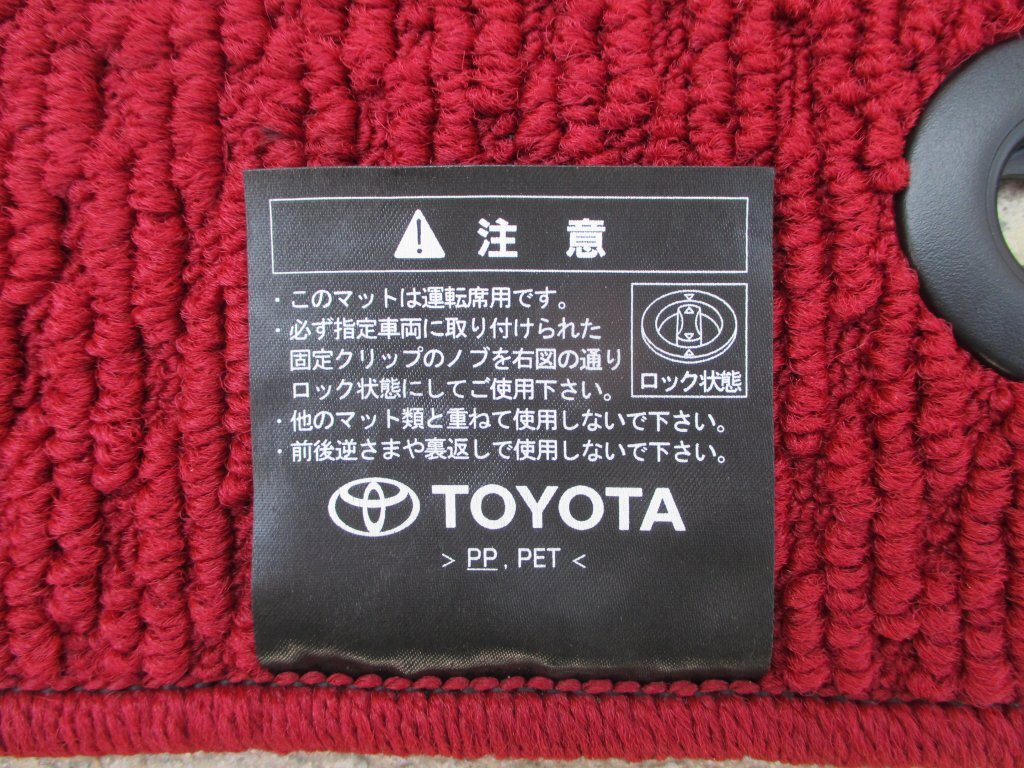 注意
・このマットは運転席用です。
・必ず指定車両に取り付けられた
固定クリップのノブを右図の通り
ロック状態にしてご使用下さい。
ロック状態
・他のマット類と重ねて使用しないで下さい。
・前後逆さまや裏返しで使用しないで下さい。
TOYOTA
> PP, PET <